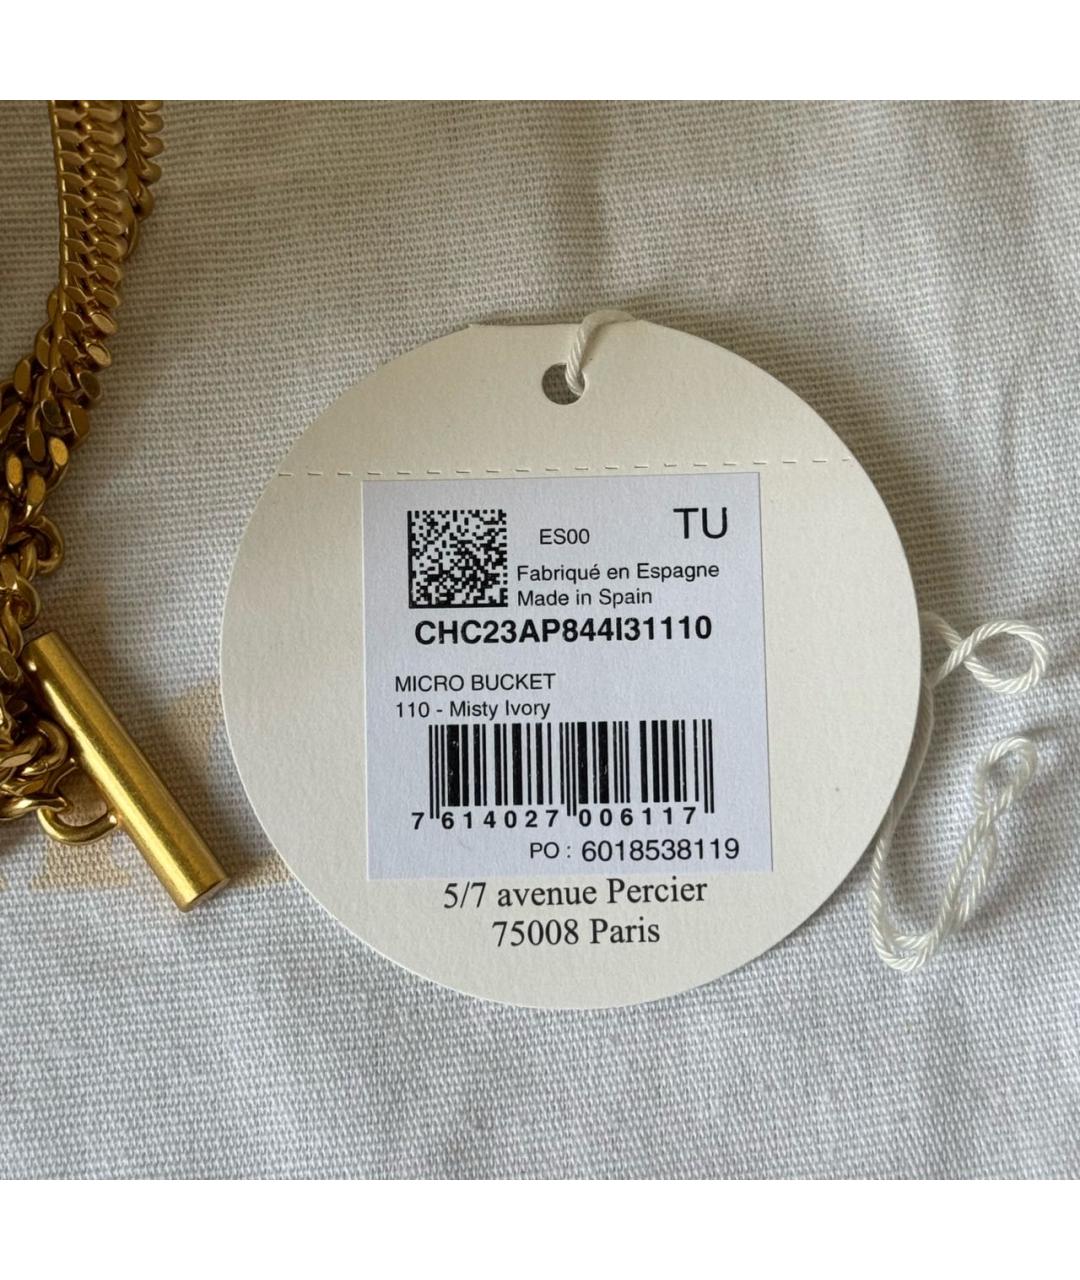 ES00
TU
Fabriqué en Espagne
Made in Spain
CHC23AP844I31110
MICRO BUCKET
110 - Misty Ivory
7 614027 006117
PO : 6018538119
5/7 avenue Percier
75008 Paris